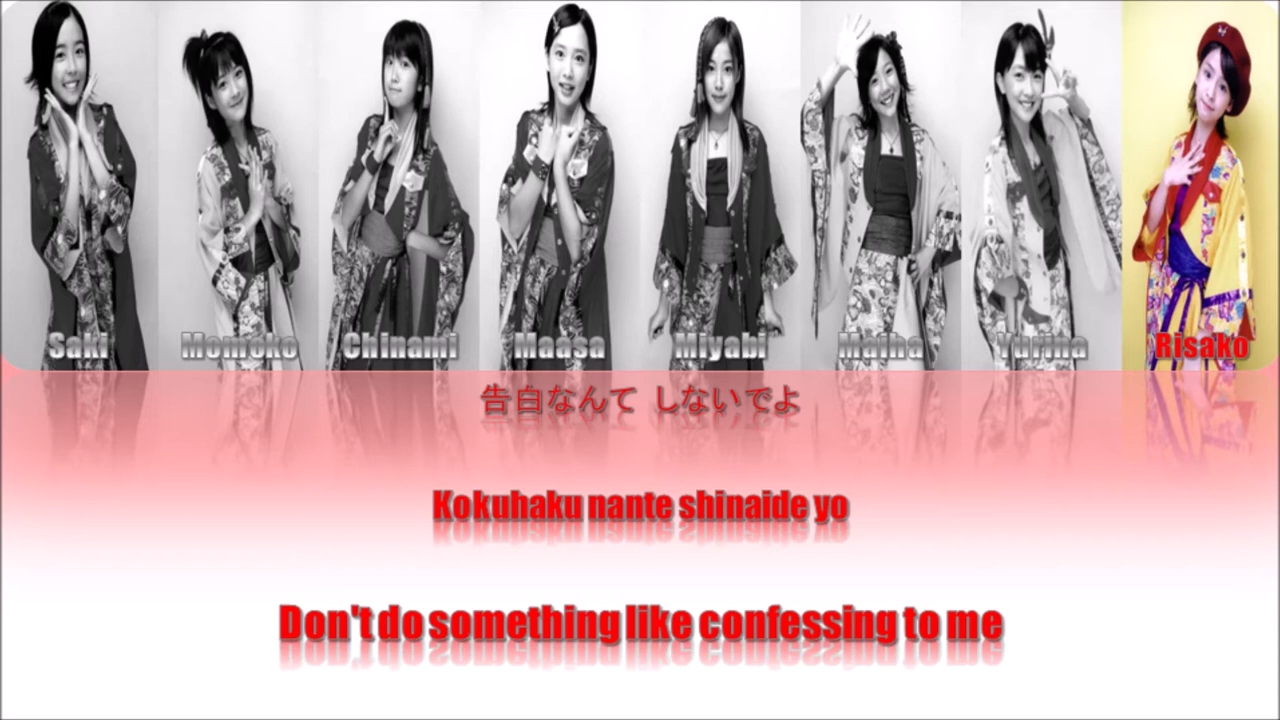 Saki Momoko Chinami Maasa Miyabi Maiha Yurina Risako
告白なんて しないでよ
Kokuhaku nante shinaide yo
Don't do something like confessing to me